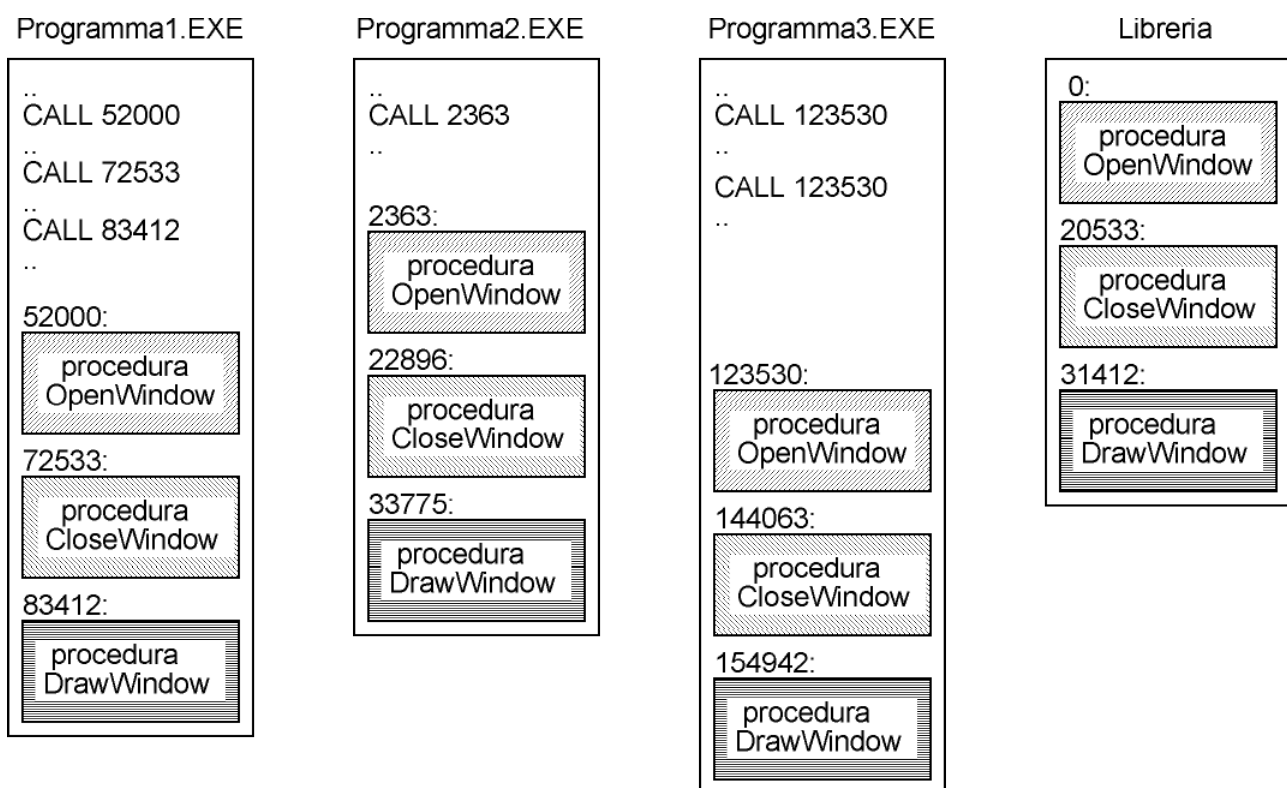 Programma1.EXE
..
CALL 52000
..
CALL 72533
..
CALL 83412
..
52000:
procedura
OpenWindow
72533:
procedura
CloseWindow
83412:
procedura
DrawWindow
Programma2.EXE
..
CALL 2363
..
2363:
procedura
OpenWindow
22896:
procedura
CloseWindow
33775:
procedura
DrawWindow
Programma3.EXE
..
CALL 123530
..
CALL 123530
..
123530:
procedura
OpenWindow
144063:
procedura
CloseWindow
154942:
procedura
DrawWindow
Libreria
0:
procedura
OpenWindow
20533:
procedura
CloseWindow
31412:
procedura
DrawWindow